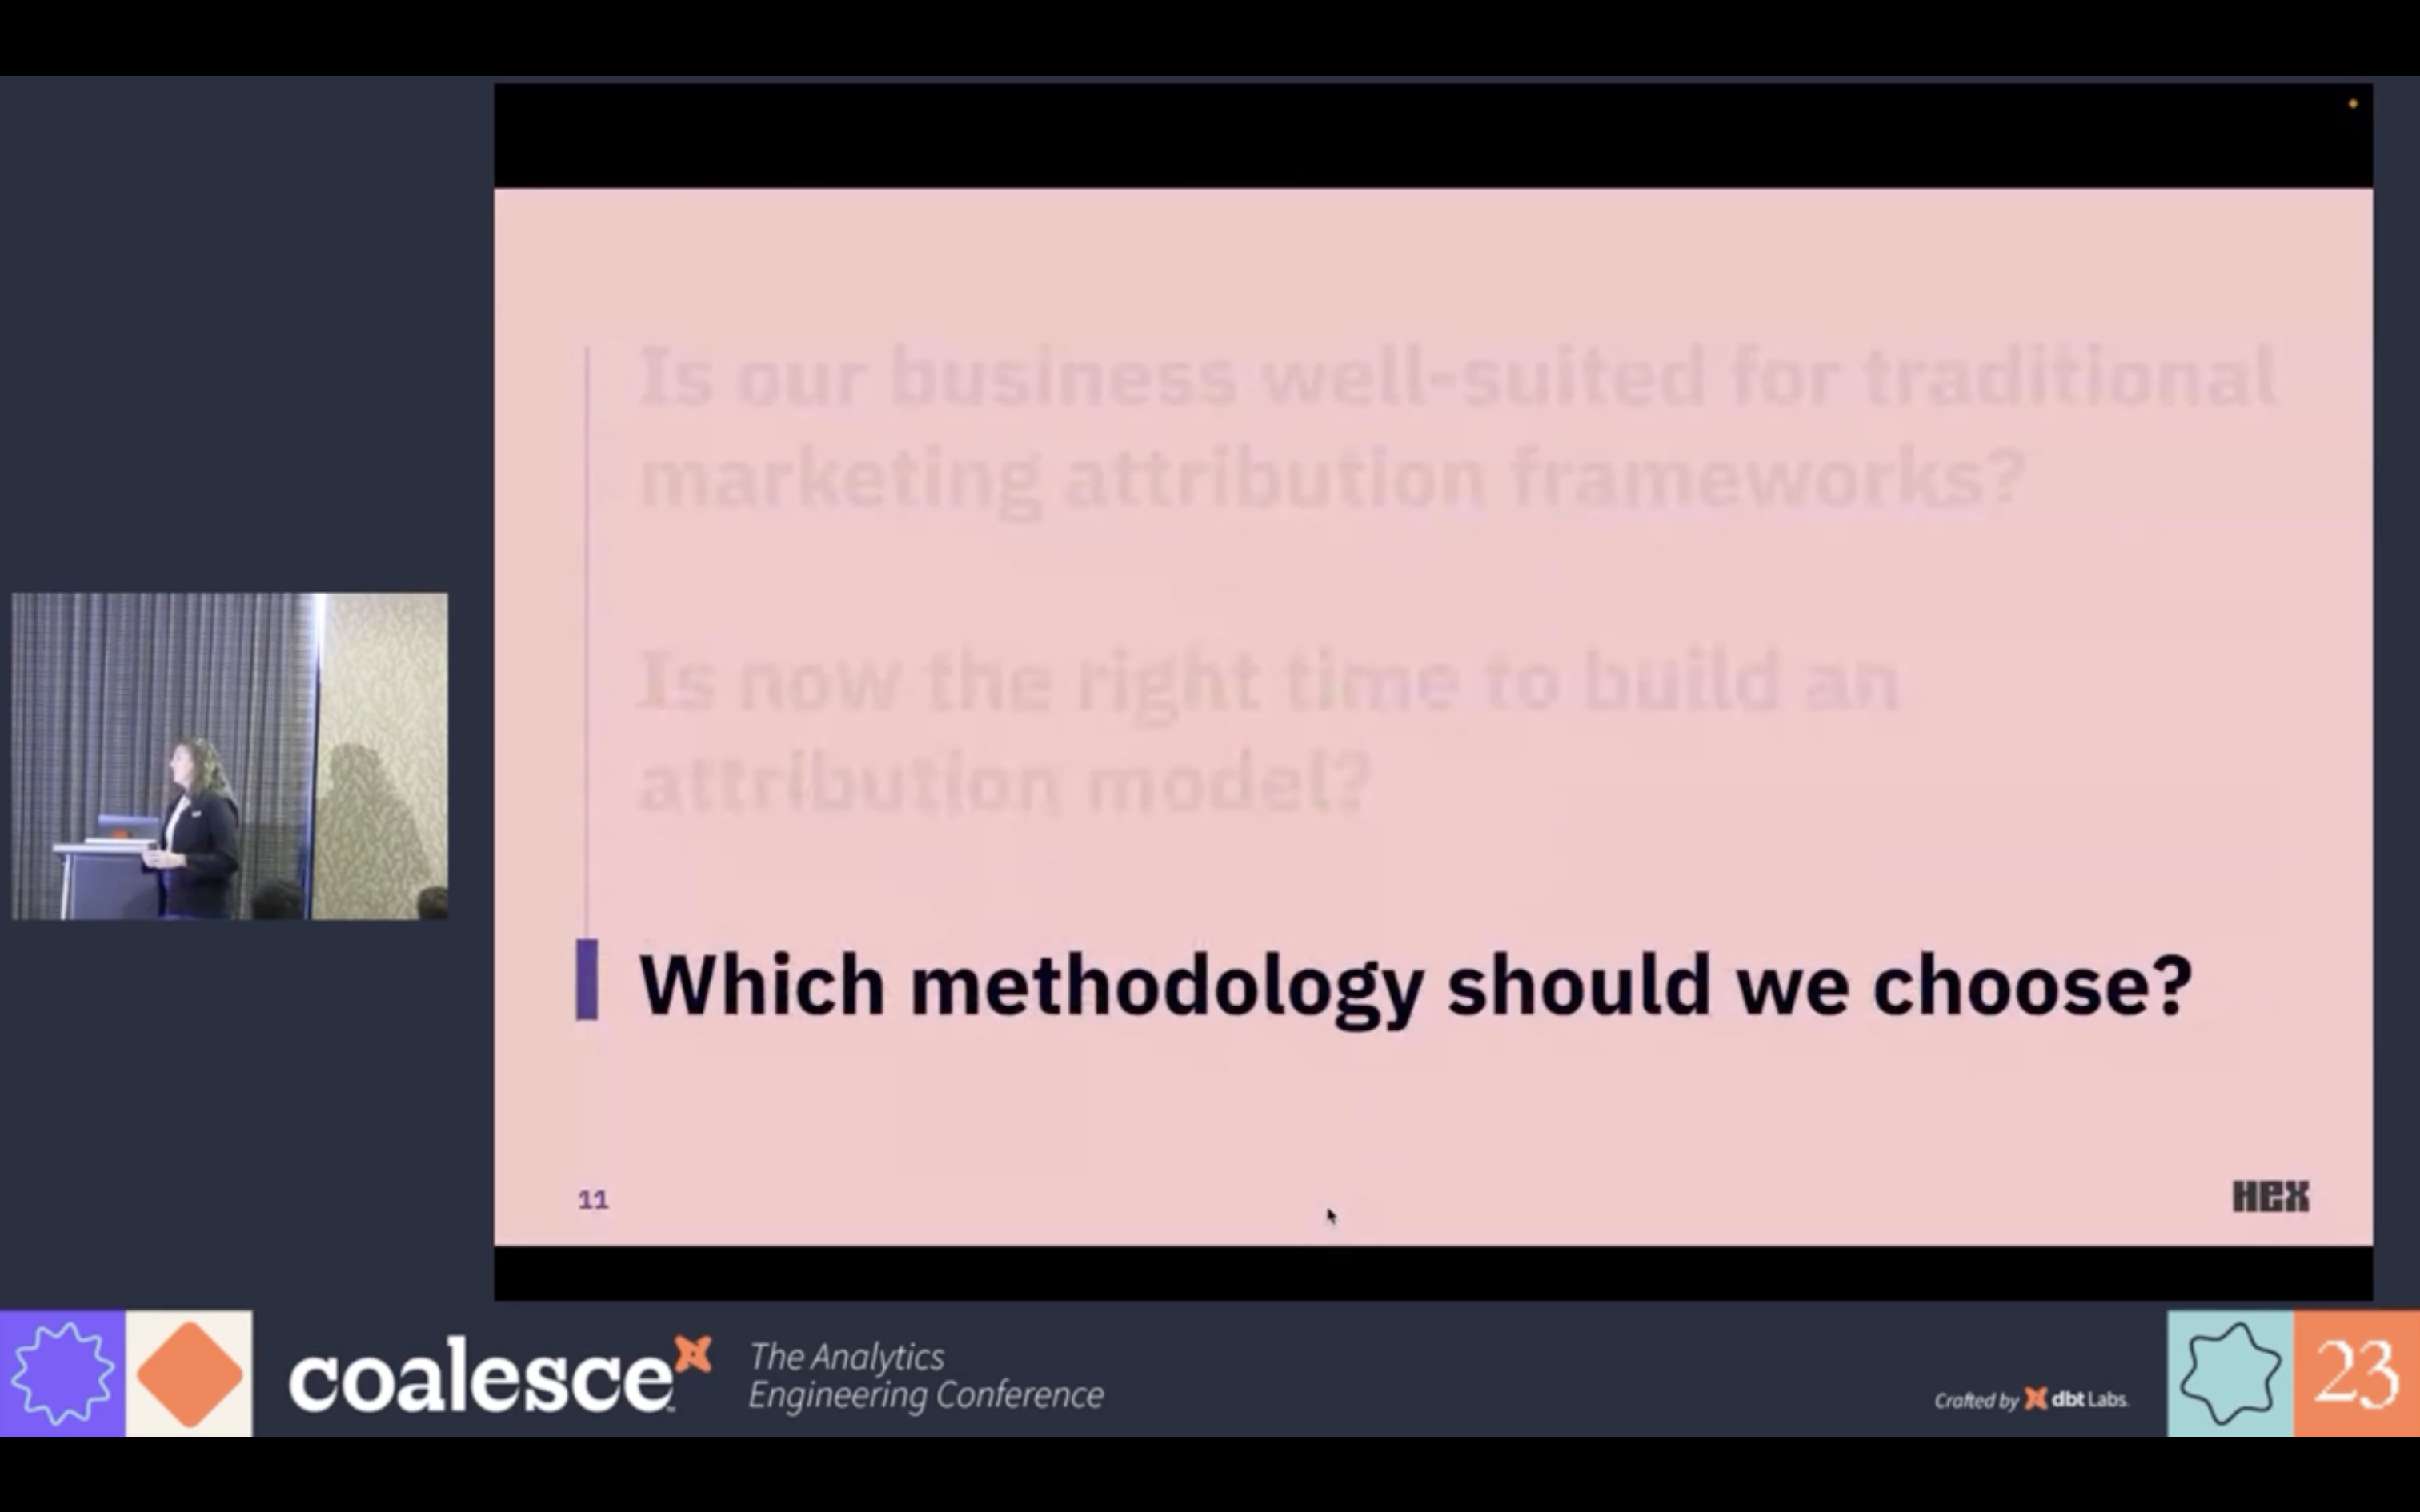 Is our business well-suited for traditional
marketing attribution frameworks?
Is now the right time to build an
attribution model?
Which methodology should we choose?
11
HEX
coalesce
The Analytics
Engineering Conference
Crafted by dbt Labs
23